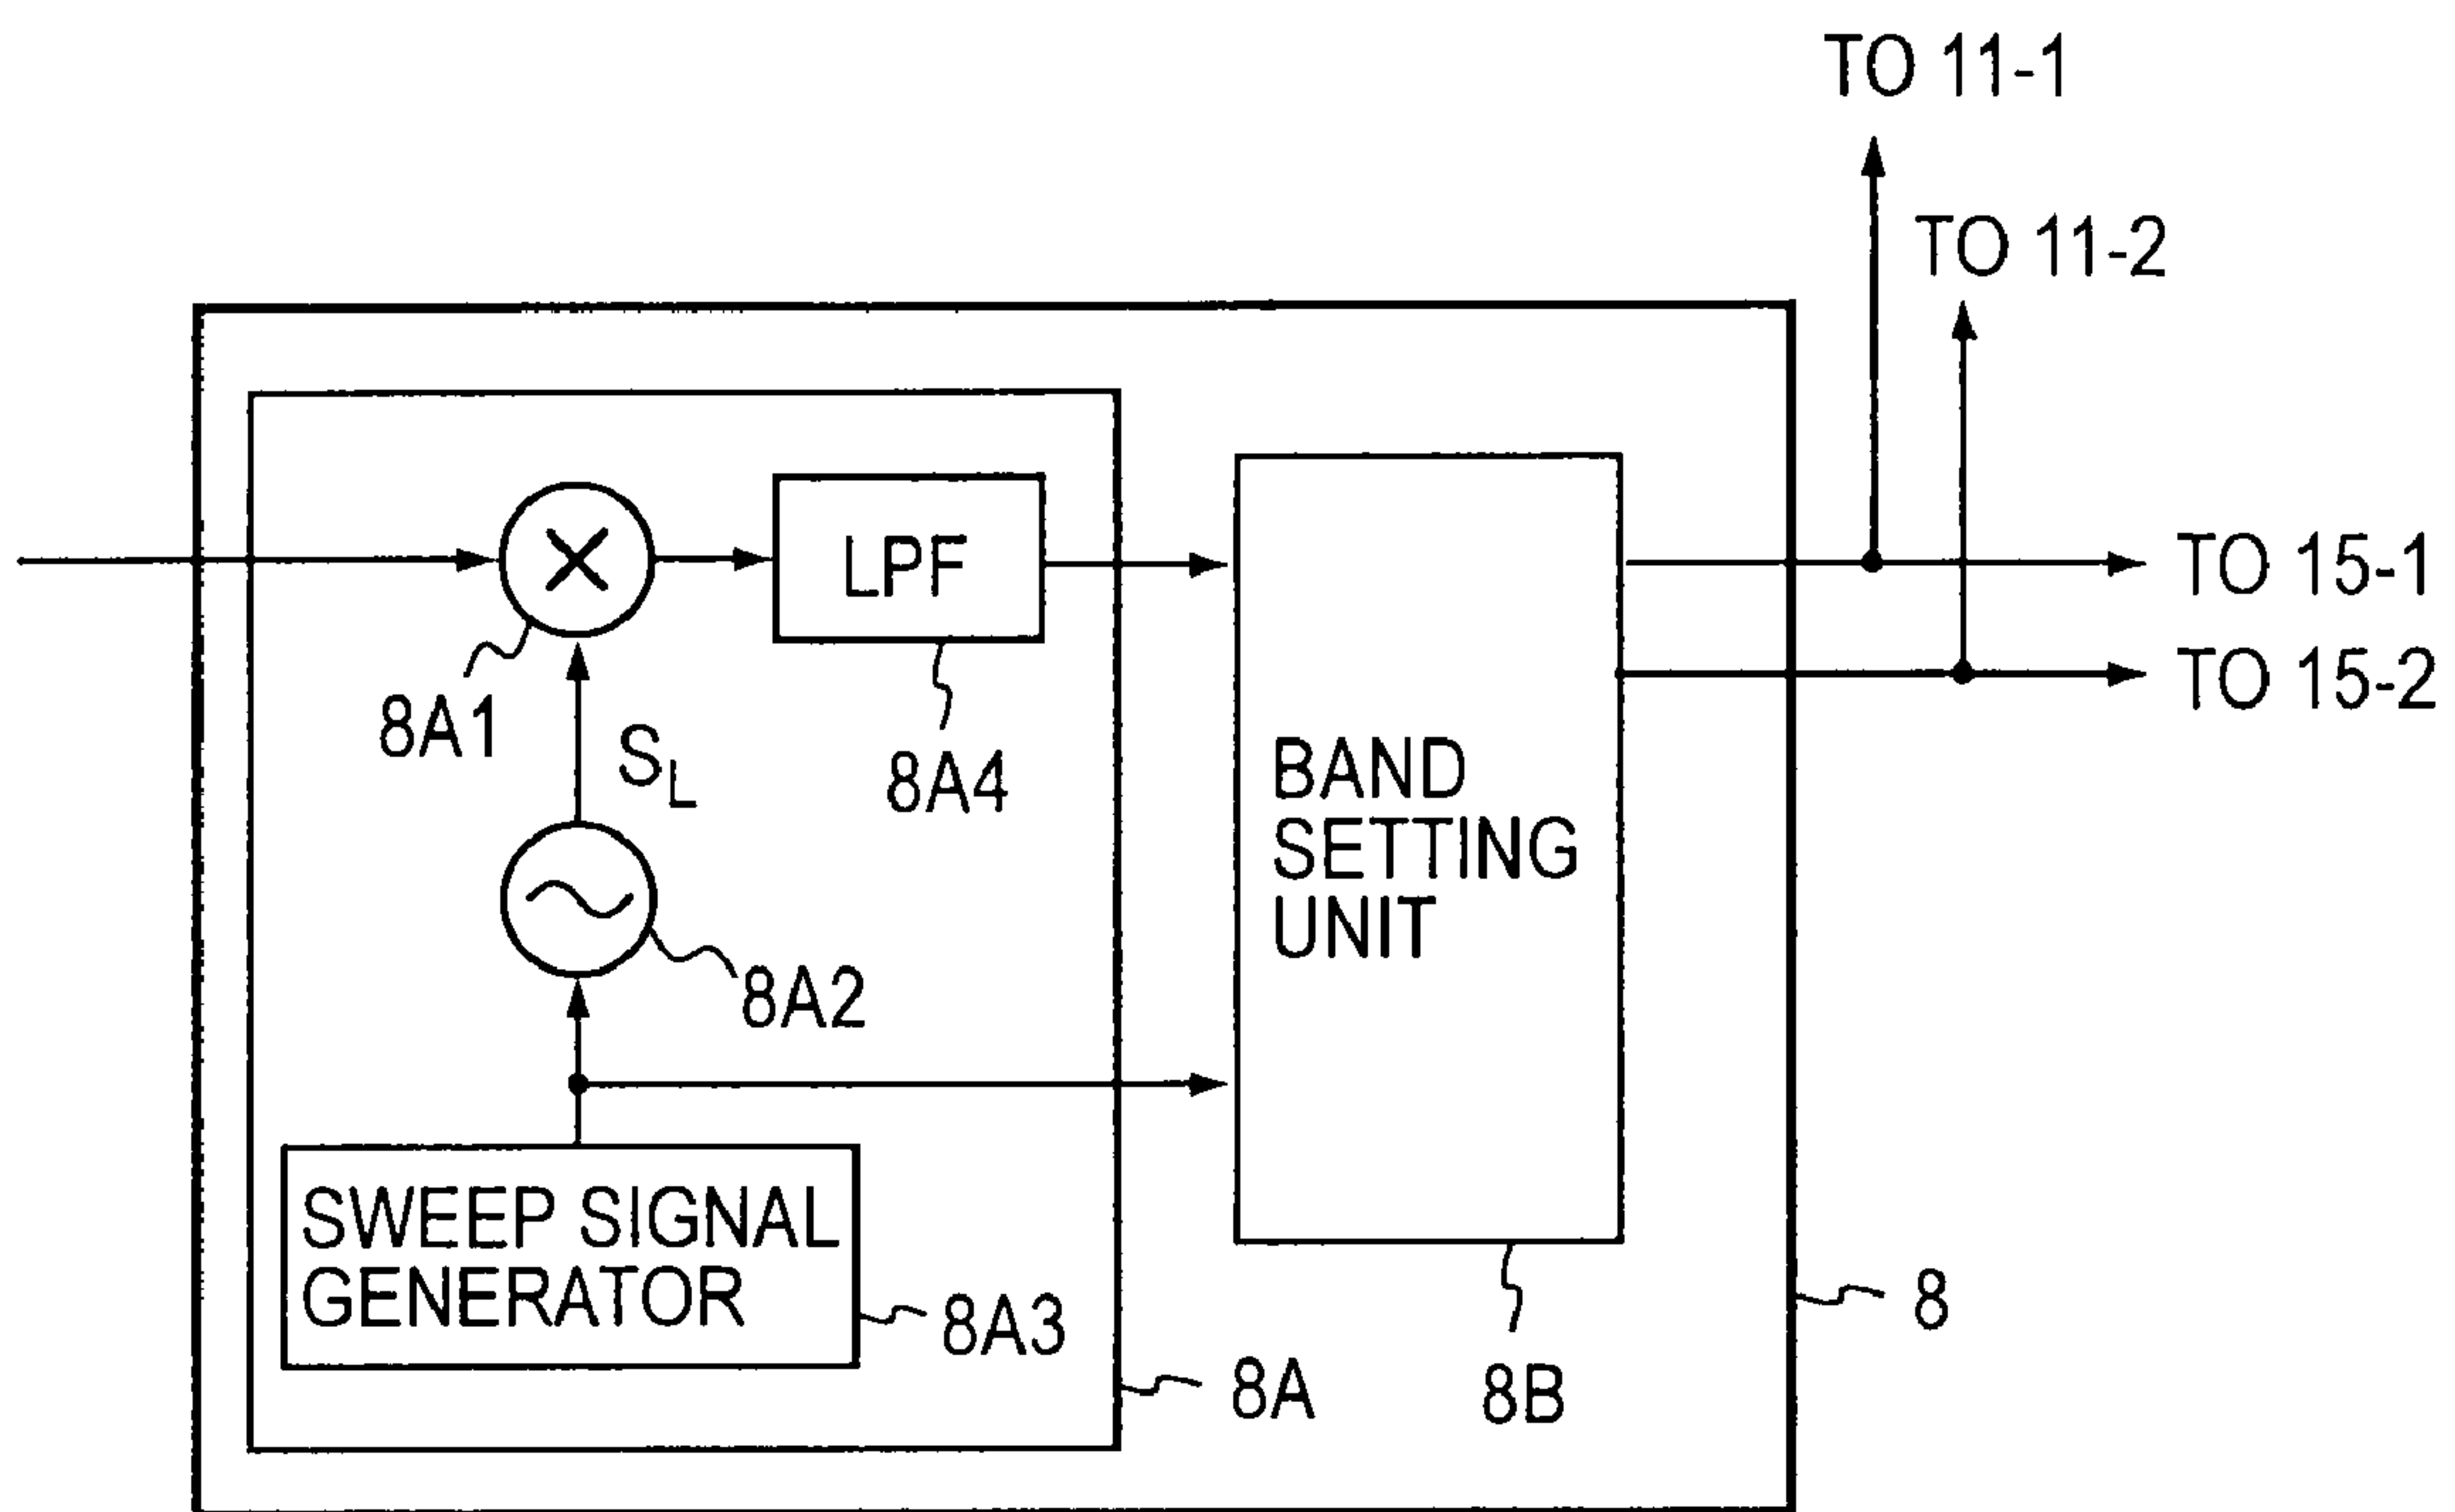 TO 11-1
TO 11-2
LPF
TO 15-1
TO 15-2
8A1
S_L
8A4
BAND
SETTING
UNIT
8A2
SWEEP SIGNAL
GENERATOR
8A3
8
8A
8B